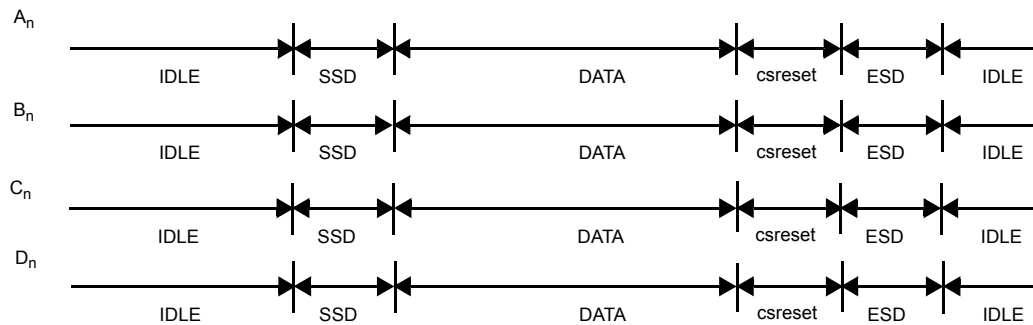 Aₙ
IDLE SSD DATA csreset ESD IDLE
Bₙ
IDLE SSD DATA csreset ESD IDLE
Cₙ
IDLE SSD DATA csreset ESD IDLE
Dₙ
IDLE SSD DATA csreset ESD IDLE